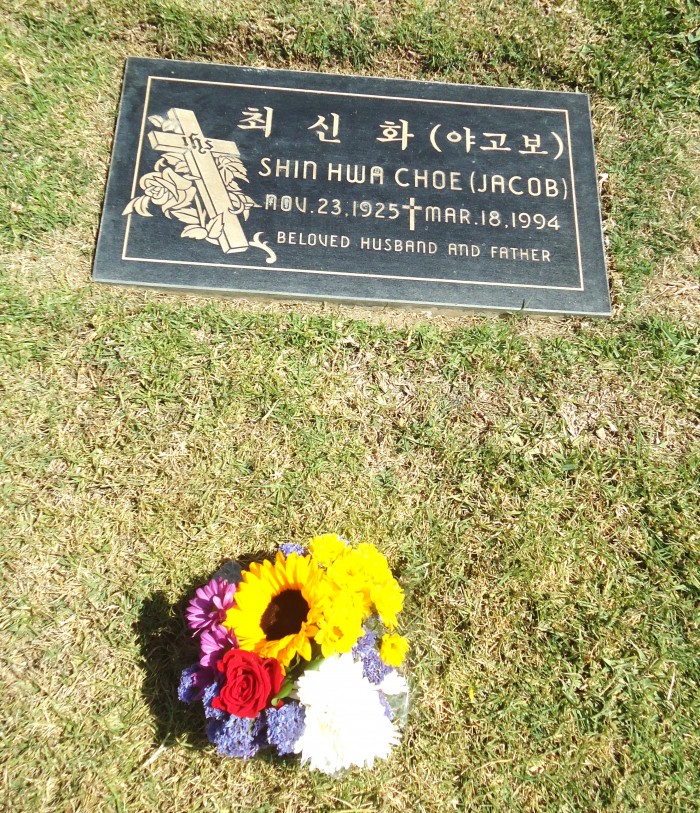 ihs
최 신 화 (야고보)
SHIN HWA CHOE (JACOB)
NOV. 23. 1925 † MAR. 18. 1994
BELOVED HUSBAND AND FATHER